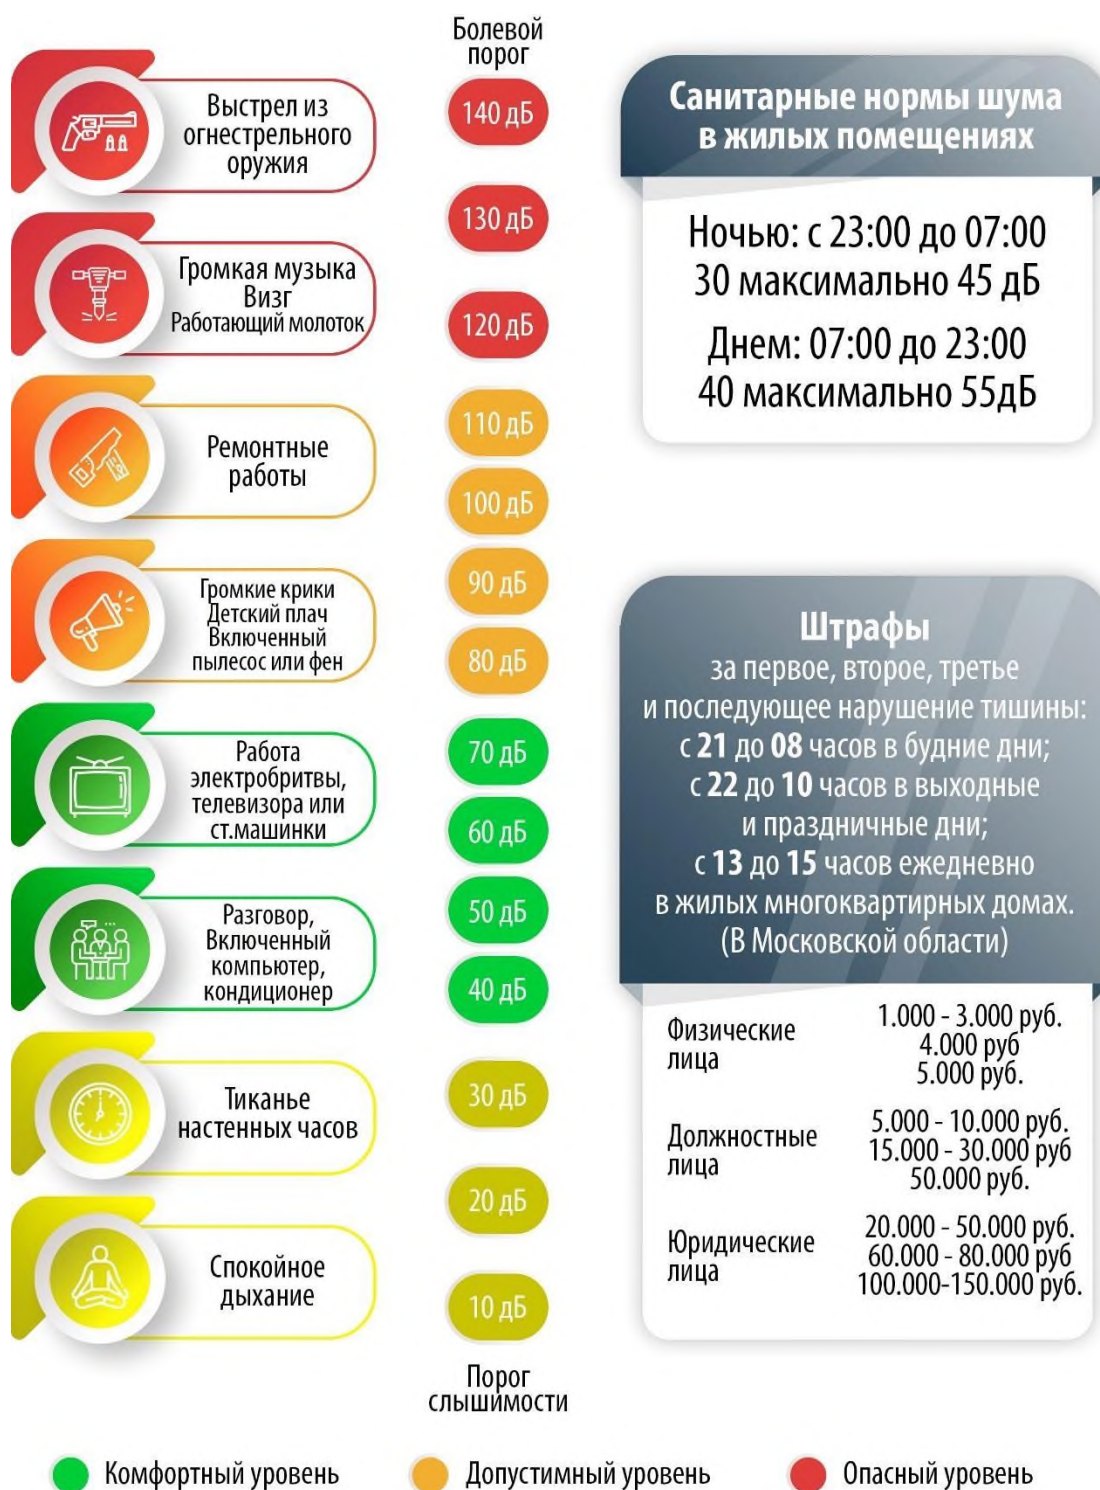 Болевой
порог
Выстрел из
огнестрельного
оружия
Громкая музыка
Визг
Работающий молоток
Ремонтные
работы
Громкие крики
Детский плач
Включенный
пылесос или фен
Работа
электробритвы,
телевизора или
ст.машинки
Разговор,
Включенный
компьютер,
кондиционер
Тиканье
настенных часов
Спокойное
дыхание
140 дБ
130 дБ
120 дБ
110 дБ
100 дБ
90 дБ
80 дБ
70 дБ
60 дБ
50 дБ
40 дБ
30 дБ
20 дБ
10 дБ
Порог
слышимости
Санитарные нормы шума
в жилых помещениях
Ночью: с 23:00 до 07:00
30 максимально 45 дБ
Днем: 07:00 до 23:00
40 максимально 55дБ
Штрафы
за первое, второе, третье
и последующее нарушение тишины:
с 21 до 08 часов в будние дни;
с 22 до 10 часов в выходные
и праздничные дни;
с 13 до 15 часов ежедневно
в жилых многоквартирных домах.
(В Московской области)
Физические
лица
1.000 - 3.000 руб.
4.000 руб
5.000 руб.
Должностные
лица
5.000 - 10.000 руб.
15.000 - 30.000 руб
50.000 руб.
Юридические
лица
20.000 - 50.000 руб.
60.000 - 80.000 руб
100.000-150.000 руб.
Комфортный уровень
Допустимный уровень
Опасный уровень